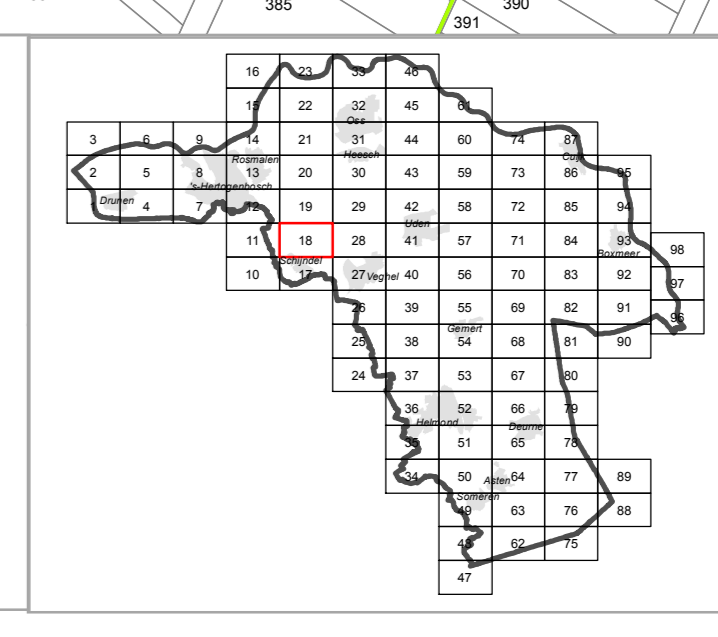 385
390
391
16 23 33 46
15 22 32 45 61
Oss
3 6 9 14 21 31 44 60 74 87
Rosmalen Heesch Cuijk
2 5 8 13 20 30 43 59 73 86 95
's-Hertogenbosch
Drunen
1 4 7 12 19 29 42 58 72 85 94
Uden
11 18 28 41 57 71 84 93 98
Schijndel Boxmeer
10 17 27 Veghel 40 56 70 83 92 97
26 39 55 69 82 91 96
Gemert
25 38 54 68 81 90
24 37 53 67 80
36 52 66 79
Helmond Deurne
35 51 65 78
34 50 Asten 64 77 89
Someren
49 63 76 88
48 62 75
47